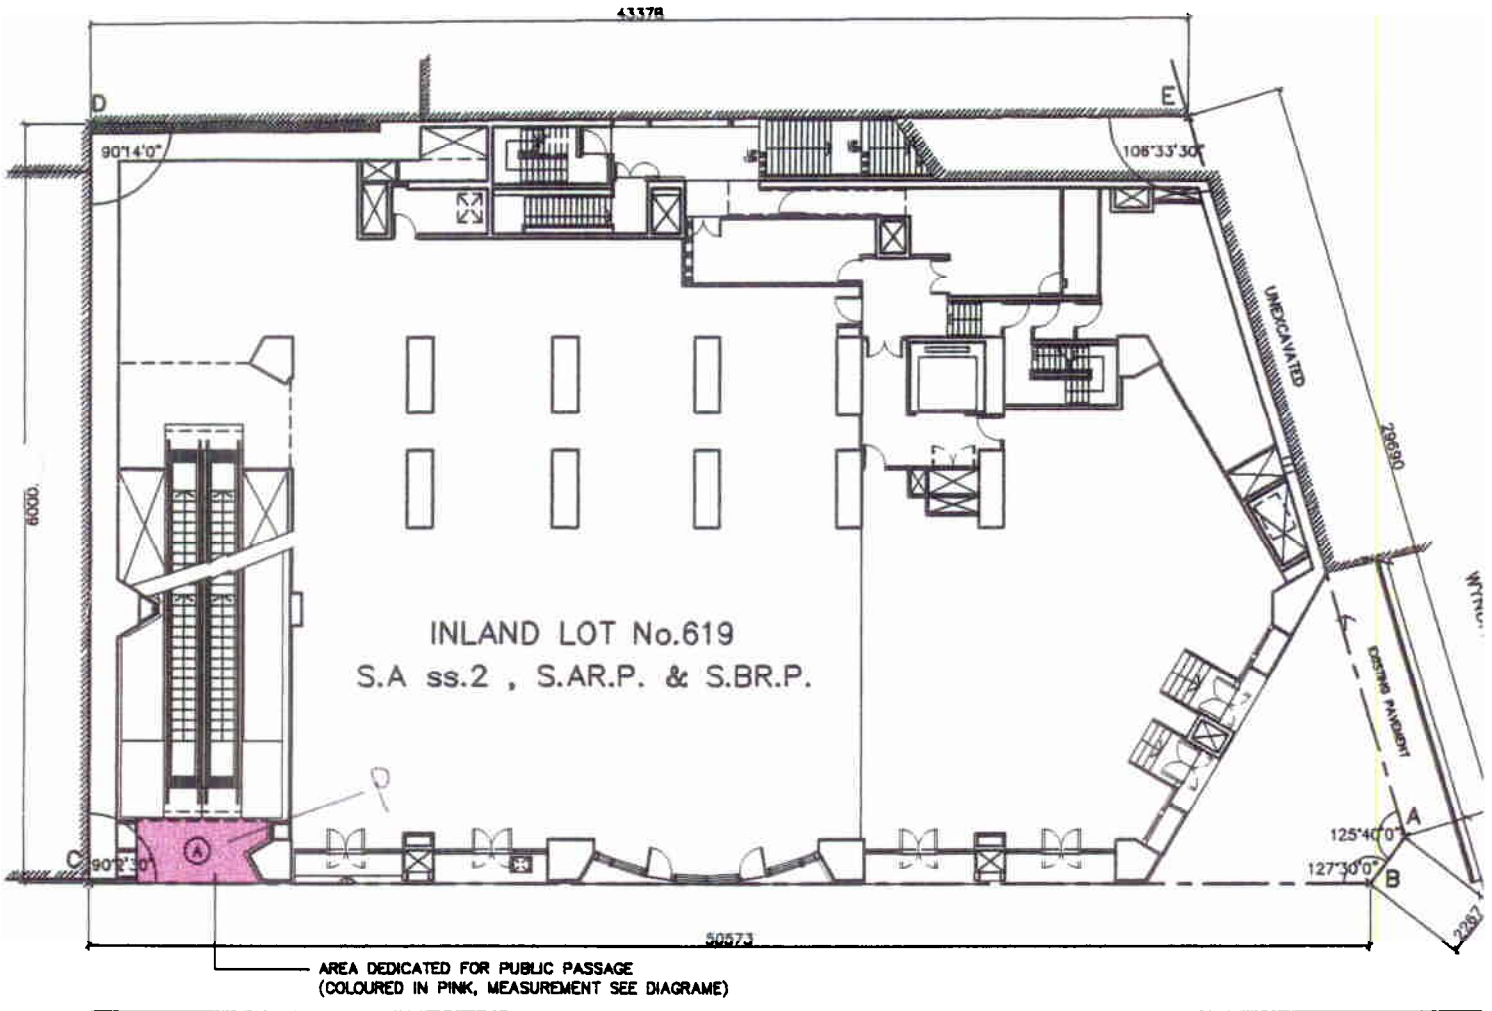 43378
D
E
90°14'0"
106°33'30"
UNEXCAVATED
29690
6000.
INLAND LOT No.619
S.A ss.2 , S.AR.P. & S.BR.P.
EXISTING PAVEMENT
P
A
A
125°40'0"
C
90°2'30"
127°30'0"
B
2267
50573
AREA DEDICATED FOR PUBLIC PASSAGE
(COLOURED IN PINK, MEASUREMENT SEE DIAGRAME)